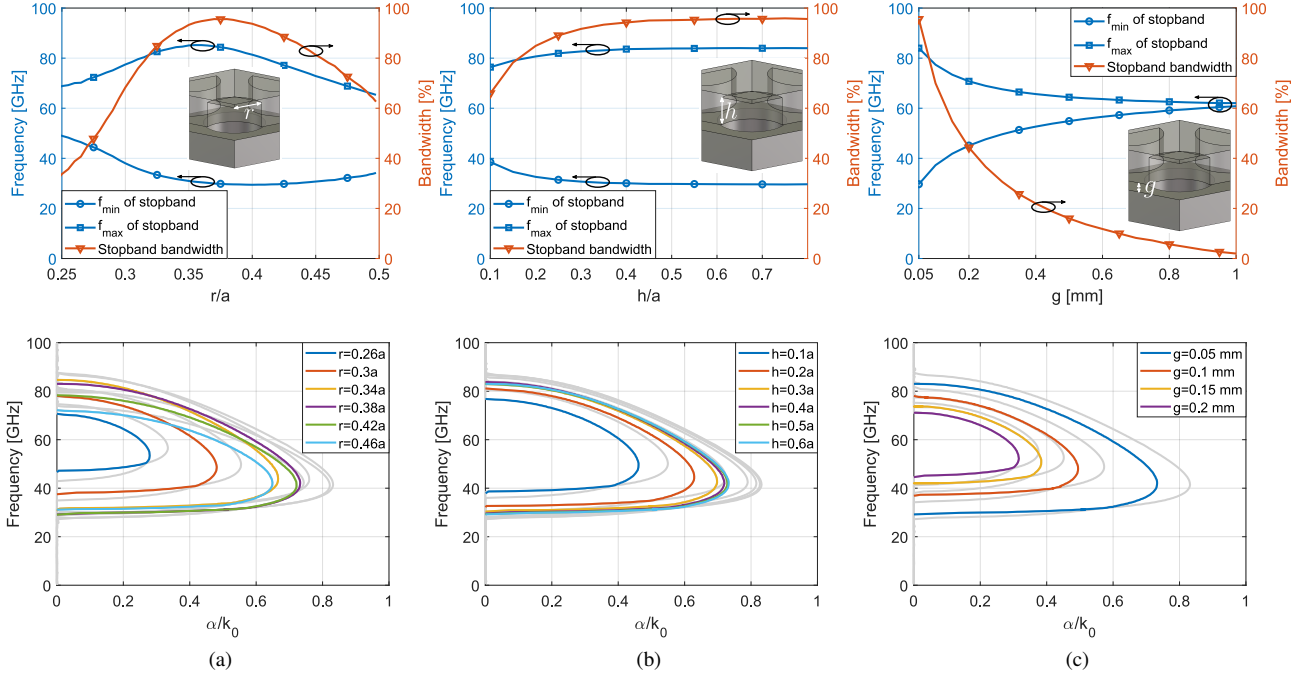 100
80
60
40
20
0
Frequency [GHz]
100
80
60
40
20
0
Bandwidth [%]
r
f_min of stopband
f_max of stopband
Stopband bandwidth
0.25 0.3 0.35 0.4 0.45 0.5
r/a
100
80
60
40
20
0
Frequency [GHz]
100
80
60
40
20
0
Bandwidth [%]
h
f_min of stopband
f_max of stopband
Stopband bandwidth
0.1 0.2 0.3 0.4 0.5 0.6 0.7
h/a
100
80
60
40
20
0
Frequency [GHz]
100
80
60
40
20
0
Bandwidth [%]
f_min of stopband
f_max of stopband
Stopband bandwidth
g
0.05 0.2 0.4 0.6 0.8 1
g [mm]
100
80
60
40
20
0
Frequency [GHz]
r=0.26a
r=0.3a
r=0.34a
r=0.38a
r=0.42a
r=0.46a
0 0.2 0.4 0.6 0.8 1
α/k_0
(a)
100
80
60
40
20
0
Frequency [GHz]
h=0.1a
h=0.2a
h=0.3a
h=0.4a
h=0.5a
h=0.6a
0 0.2 0.4 0.6 0.8 1
α/k_0
(b)
100
80
60
40
20
0
Frequency [GHz]
g=0.05 mm
g=0.1 mm
g=0.15 mm
g=0.2 mm
0 0.2 0.4 0.6 0.8 1
α/k_0
(c)